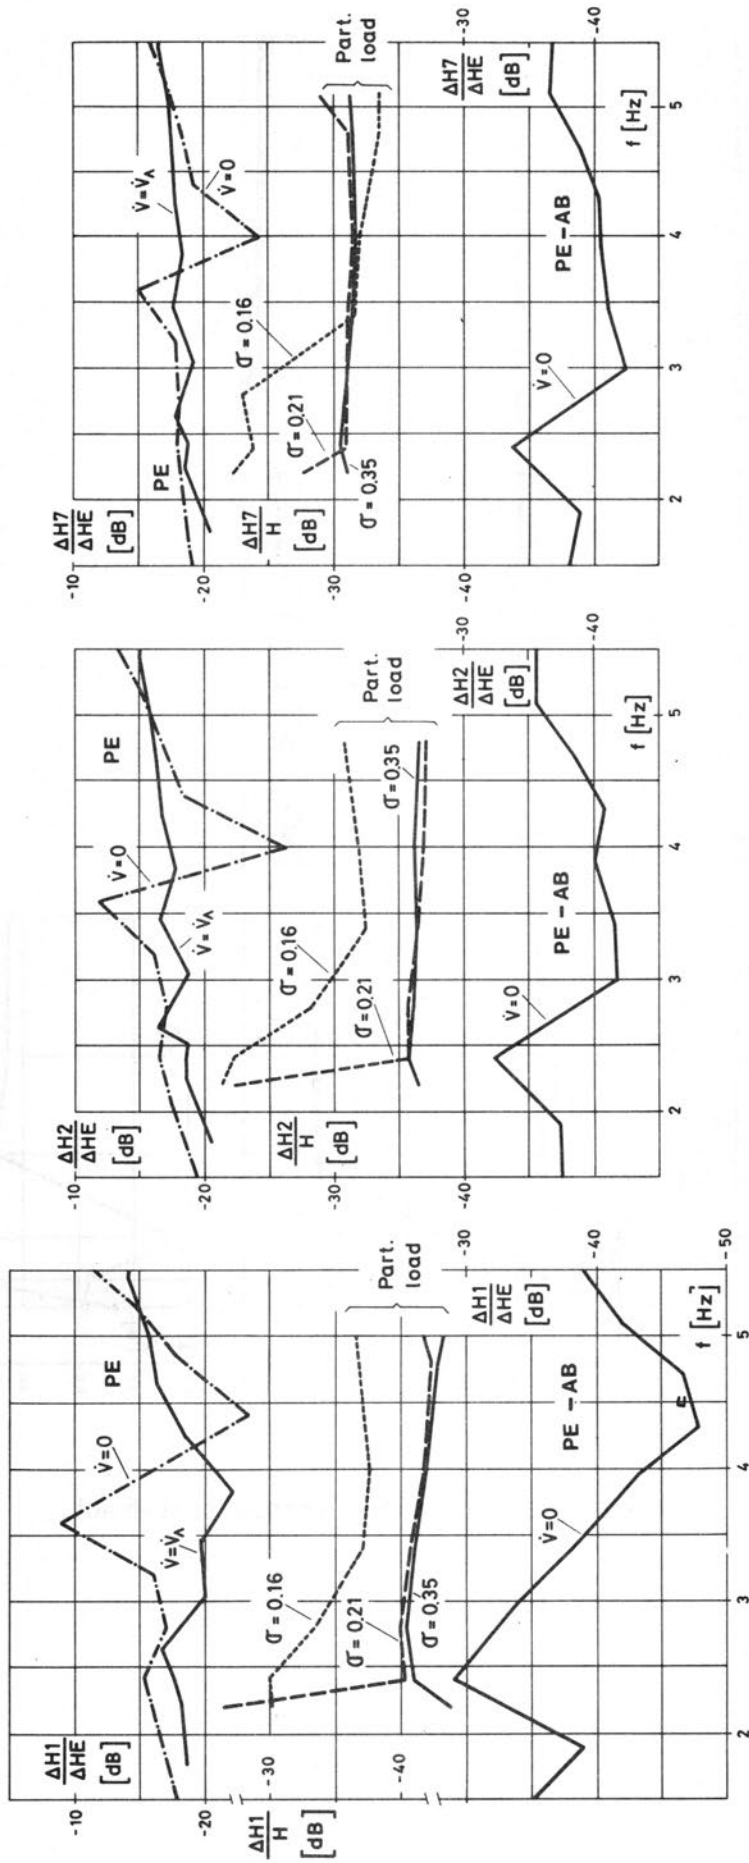 ΔH1
ΔHE
[dB]
-10
-20
PE
V̇=0
V̇=V̇A
ΔH1
H
[dB]
-30
-40
σ=0.16
σ=0.21
σ=0.35
Part.
load
ΔH1
ΔHE
[dB]
-30
-40
-50
V̇=0
PE-AB
f [Hz]
2 3 4 5
ΔH2
ΔHE
[dB]
-10
-20
-30
-40
PE
V̇=0
V̇=V̇A
ΔH2
H
[dB]
σ=0.16
σ=0.21
σ=0.35
Part.
load
ΔH2
ΔHE
[dB]
-30
-40
V̇=0
PE-AB
f [Hz]
2 3 4 5
ΔH7
ΔHE
[dB]
-10
-20
-30
-40
PE
V̇=V̇A
V̇=0
ΔH7
H
[dB]
σ=0.16
σ=0.21
σ=0.35
Part.
load
ΔH7
ΔHE
[dB]
-30
-40
V̇=0
PE-AB
f [Hz]
2 3 4 5